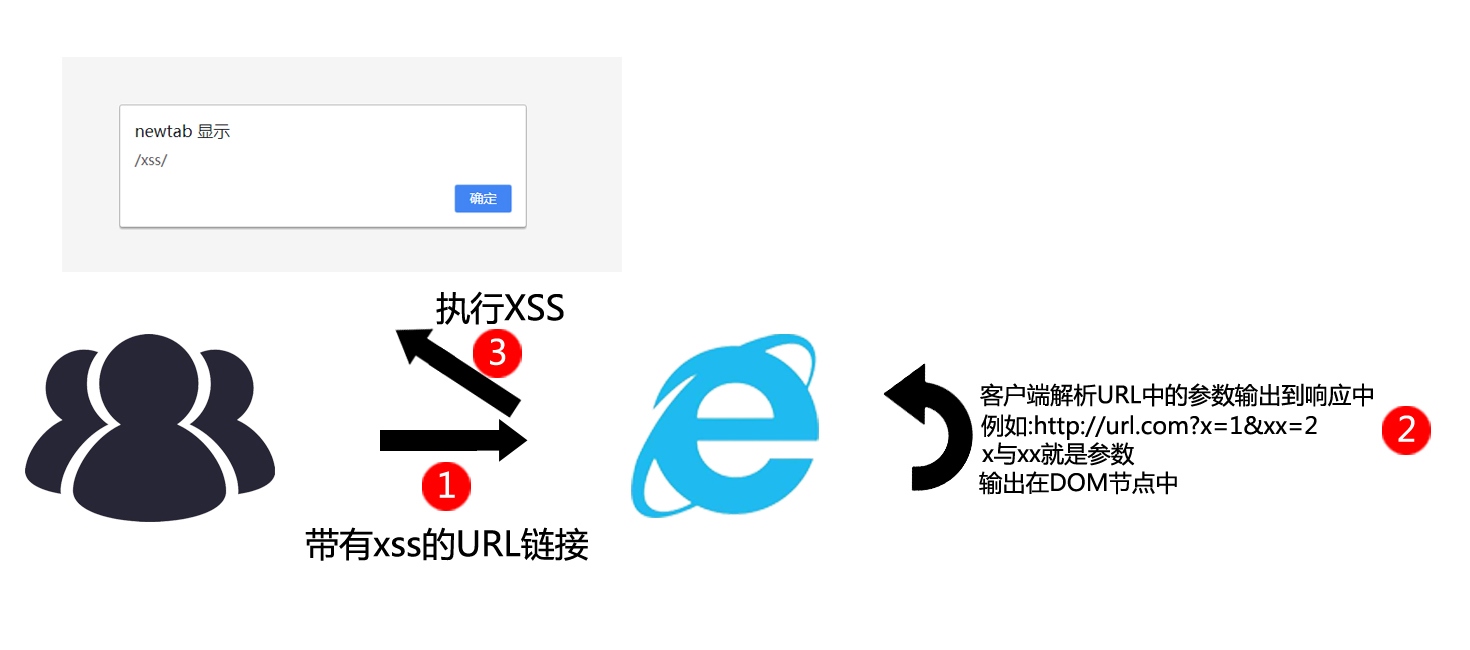 newtab 显示
/xss/
确定
执行XSS
3
1
带有xss的URL链接
客户端解析URL中的参数输出到响应中
例如:http://url.com?x=1&xx=2
x与xx就是参数
输出在DOM节点中
2